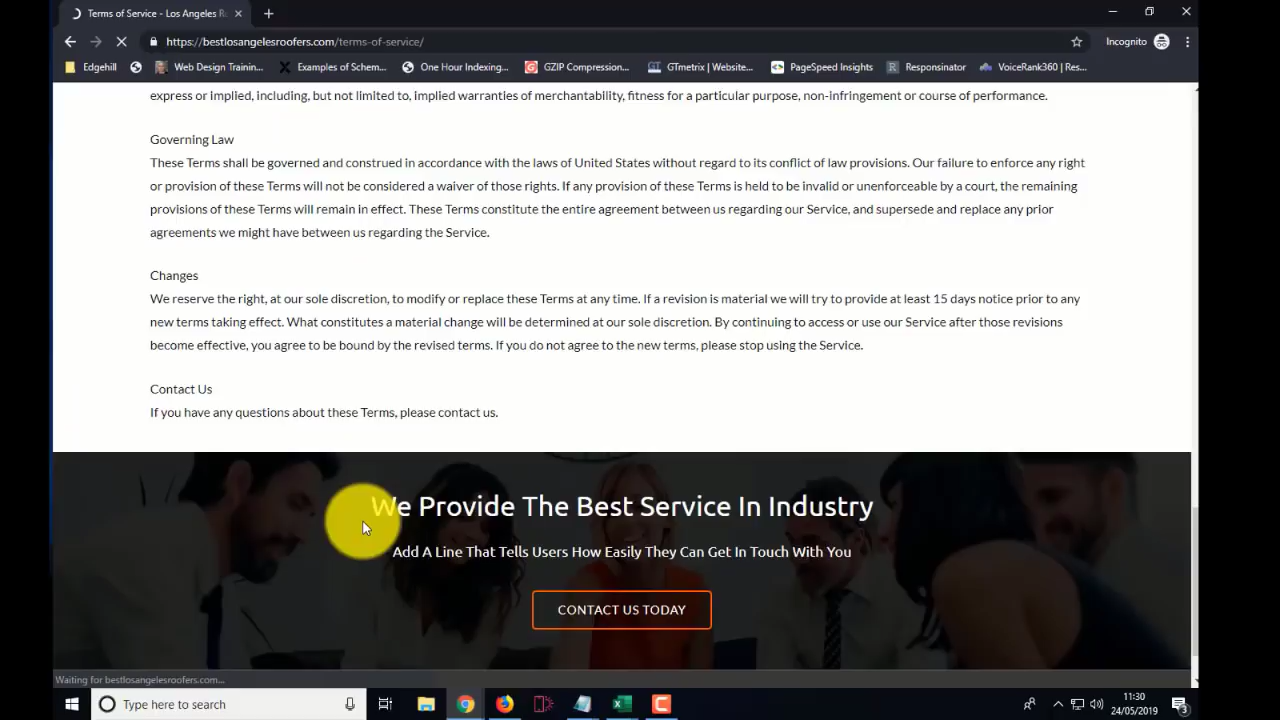 Terms of Service - Los Angeles R
https://bestlosangelesroofers.com/terms-of-service/
Incognito
Edgehill
Web Design Trainin...
Examples of Schem...
One Hour Indexing...
GZIP Compression...
GTmetrix | Website...
PageSpeed Insights
Responsinator
VoiceRank360 | Res...
express or implied, including, but not limited to, implied warranties of merchantability, fitness for a particular purpose, non-infringement or course of performance.
Governing Law
These Terms shall be governed and construed in accordance with the laws of United States without regard to its conflict of law provisions. Our failure to enforce any right
or provision of these Terms will not be considered a waiver of those rights. If any provision of these Terms is held to be invalid or unenforceable by a court, the remaining
provisions of these Terms will remain in effect. These Terms constitute the entire agreement between us regarding our Service, and supersede and replace any prior
agreements we might have between us regarding the Service.
Changes
We reserve the right, at our sole discretion, to modify or replace these Terms at any time. If a revision is material we will try to provide at least 15 days notice prior to any
new terms taking effect. What constitutes a material change will be determined at our sole discretion. By continuing to access or use our Service after those revisions
become effective, you agree to be bound by the revised terms. If you do not agree to the new terms, please stop using the Service.
Contact Us
If you have any questions about these Terms, please contact us.
We Provide The Best Service In Industry
Add A Line That Tells Users How Easily They Can Get In Touch With You
CONTACT US TODAY
Waiting for bestlosangelesroofers.com...
Type here to search
11:30
24/05/2019
3